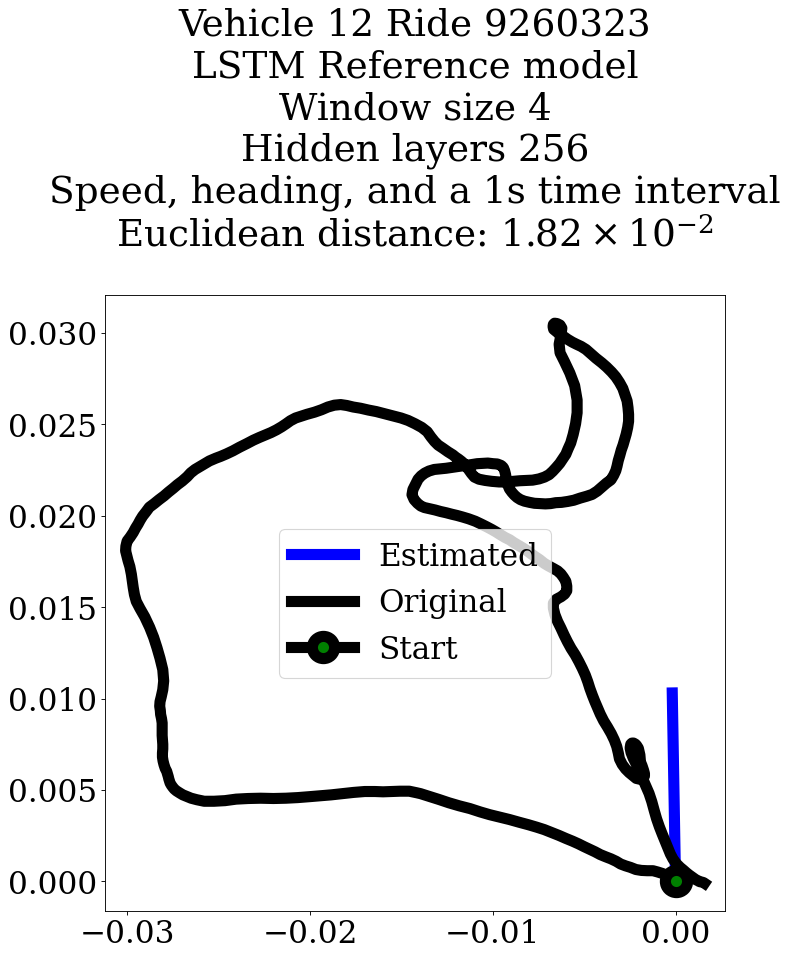 Vehicle 12 Ride 9260323
LSTM Reference model
Window size 4
Hidden layers 256
Speed, heading, and a 1s time interval
Euclidean distance: 1.82 × 10⁻²
0.030
0.025
0.020
0.015
0.010
0.005
0.000
Estimated
Original
Start
−0.03 −0.02 −0.01 0.00